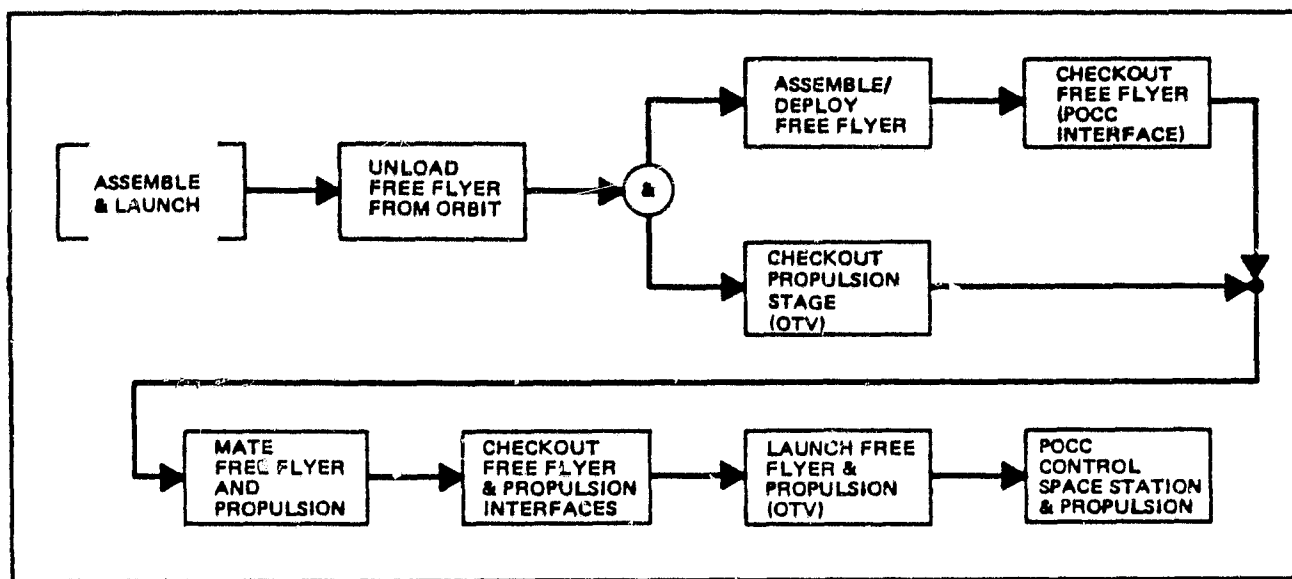 ASSEMBLE
& LAUNCH
UNLOAD
FREE FLYER
FROM ORBIT
&
ASSEMBLE/
DEPLOY
FREE FLYER
CHECKOUT
FREE FLYER
(POCC
INTERFACE)
CHECKOUT
PROPULSION
STAGE
(OTV)
MATE
FREE FLYER
AND
PROPULSION
CHECKOUT
FREE FLYER
& PROPULSION
INTERFACES
LAUNCH FREE
FLYER &
PROPULSION
(OTV)
POCC
CONTROL
SPACE STATION
& PROPULSION